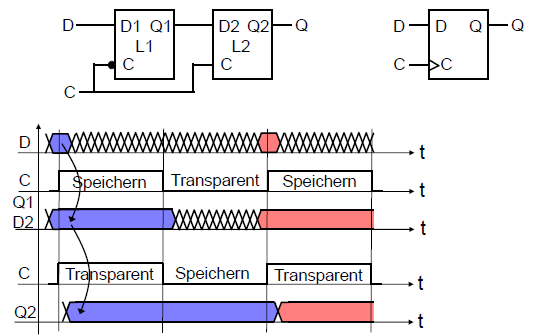 D D1 Q1 D2 Q2 Q D D Q Q
L1 L2
C C C C
C
D t
C Speichern Transparent Speichern t
Q1
D2 t
C Transparent Speichern Transparent t
Q2 t